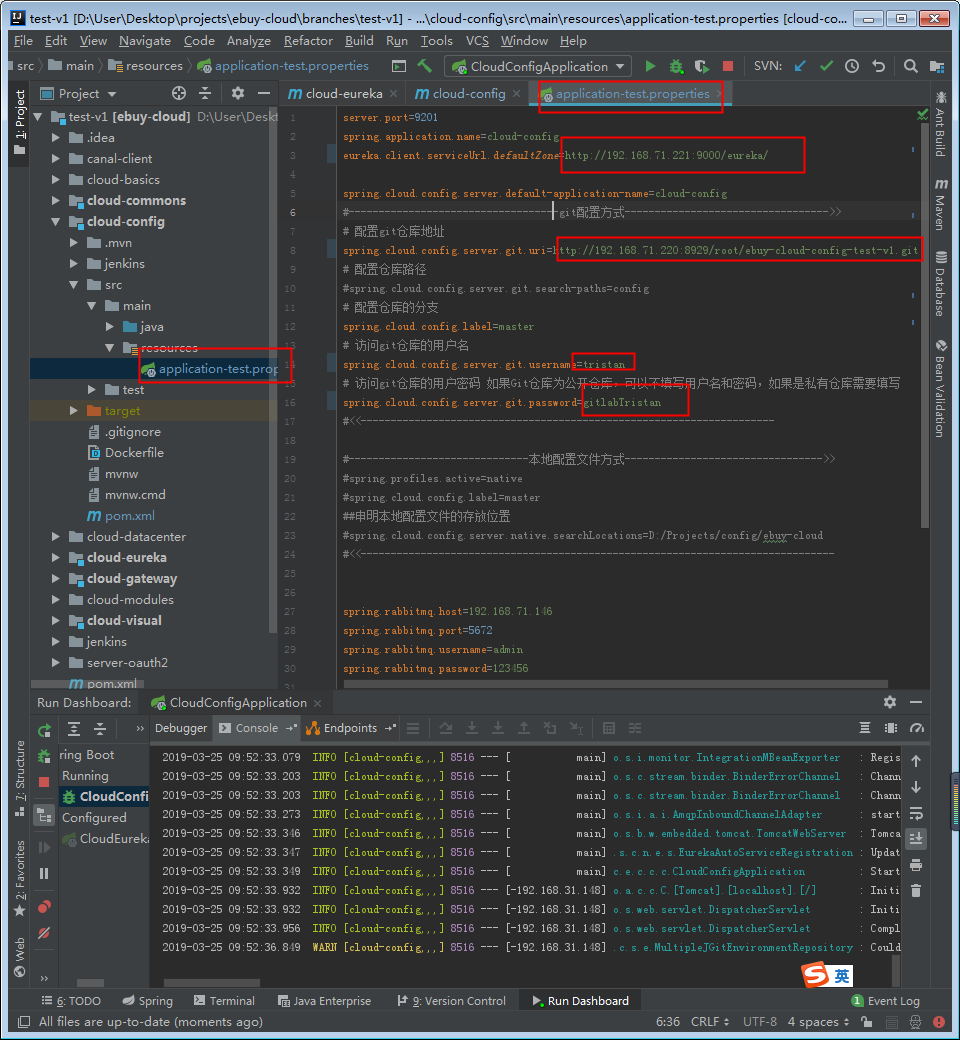 test-v1 [D:\User\Desktop\projects\ebuy-cloud\branches\test-v1] - ...\cloud-config\src\main\resources\application-test.properties [cloud-co...
File Edit View Navigate Code Analyze Refactor Build Run Tools VCS Window Help
src main resources application-test.properties CloudConfigApplication SVN:
Project cloud-eureka cloud-config application-test.properties
1: Project
7: Structure
2: Favorites
Web
test-v1 [ebuy-cloud] D:\User\Deskt
.idea
canal-client
cloud-basics
cloud-commons
cloud-config
.mvn
jenkins
src
main
java
resources
application-test.prop
test
target
.gitignore
Dockerfile
mvnw
mvnw.cmd
pom.xml
cloud-datacenter
cloud-eureka
cloud-gateway
cloud-modules
cloud-visual
jenkins
server-oauth2
pom.xml
1 server.port=9201
2 spring.application.name=cloud-config
3 eureka.client.serviceUrl.defaultZone=http://192.168.71.221:9000/eureka/
4
5 spring.cloud.config.server.default-application-name=cloud-config
6 #----------------------------------git配置方式---------------------------------->>
7 # 配置git仓库地址
8 spring.cloud.config.server.git.uri=http://192.168.71.220:8929/root/ebuy-cloud-config-test-v1.git
9 # 配置仓库路径
10 #spring.cloud.config.server.git.search-paths=config
11 # 配置仓库的分支
12 spring.cloud.config.label=master
13 # 访问git仓库的用户名
14 spring.cloud.config.server.git.username=tristan
15 # 访问git仓库的用户密码 如果Git仓库为公开仓库，可以不填写用户名和密码，如果是私有仓库需要填写
16 spring.cloud.config.server.git.password=gitlabTristan
17 #<<---------------------------------------------------------------------
18
19 #------------------------------本地配置文件方式--------------------------------->>
20 #spring.profiles.active=native
21 #spring.cloud.config.label=master
22 ##申明本地配置文件的存放位置
23 #spring.cloud.config.server.native.searchLocations=D:/Projects/config/ebuy-cloud
24 #<<-------------------------------------------------------------------------------
25
26
27 spring.rabbitmq.host=192.168.71.146
28 spring.rabbitmq.port=5672
29 spring.rabbitmq.username=admin
30 spring.rabbitmq.password=123456
31
Ant Build
Maven
Database
Bean Validation
Run Dashboard: CloudConfigApplication
Debugger Console Endpoints
ring Boot
Running
CloudConfi
Configured
CloudEureka
2019-03-25 09:52:33.079 INFO [cloud-config,,,] 8516 --- [ main] o.s.i.monitor.IntegrationMBeanExporter : Regis
2019-03-25 09:52:33.203 INFO [cloud-config,,,] 8516 --- [ main] o.s.c.stream.binder.BinderErrorChannel : Chann
2019-03-25 09:52:33.203 INFO [cloud-config,,,] 8516 --- [ main] o.s.c.stream.binder.BinderErrorChannel : Chann
2019-03-25 09:52:33.273 INFO [cloud-config,,,] 8516 --- [ main] o.s.i.a.i.AmqpInboundChannelAdapter : start
2019-03-25 09:52:33.346 INFO [cloud-config,,,] 8516 --- [ main] o.s.b.w.embedded.tomcat.TomcatWebServer : Tomca
2019-03-25 09:52:33.347 INFO [cloud-config,,,] 8516 --- [ main] .s.c.n.e.s.EurekaAutoServiceRegistration : Updat
2019-03-25 09:52:33.349 INFO [cloud-config,,,] 8516 --- [ main] c.e.c.c.c.CloudConfigApplication : Start
2019-03-25 09:52:33.932 INFO [cloud-config,,,] 8516 --- [-192.168.31.148] o.a.c.c.C.[Tomcat].[localhost].[/] : Initi
2019-03-25 09:52:33.932 INFO [cloud-config,,,] 8516 --- [-192.168.31.148] o.s.web.servlet.DispatcherServlet : Initi
2019-03-25 09:52:33.956 INFO [cloud-config,,,] 8516 --- [-192.168.31.148] o.s.web.servlet.DispatcherServlet : Compl
2019-03-25 09:52:36.849 WARN [cloud-config,,,] 8516 --- [-192.168.31.148] .c.s.e.MultipleJGitEnvironmentRepository : Could
S 英
6: TODO Spring Terminal Java Enterprise 9: Version Control Run Dashboard 1 Event Log
All files are up-to-date (moments ago) 6:36 CRLF UTF-8 4 spaces